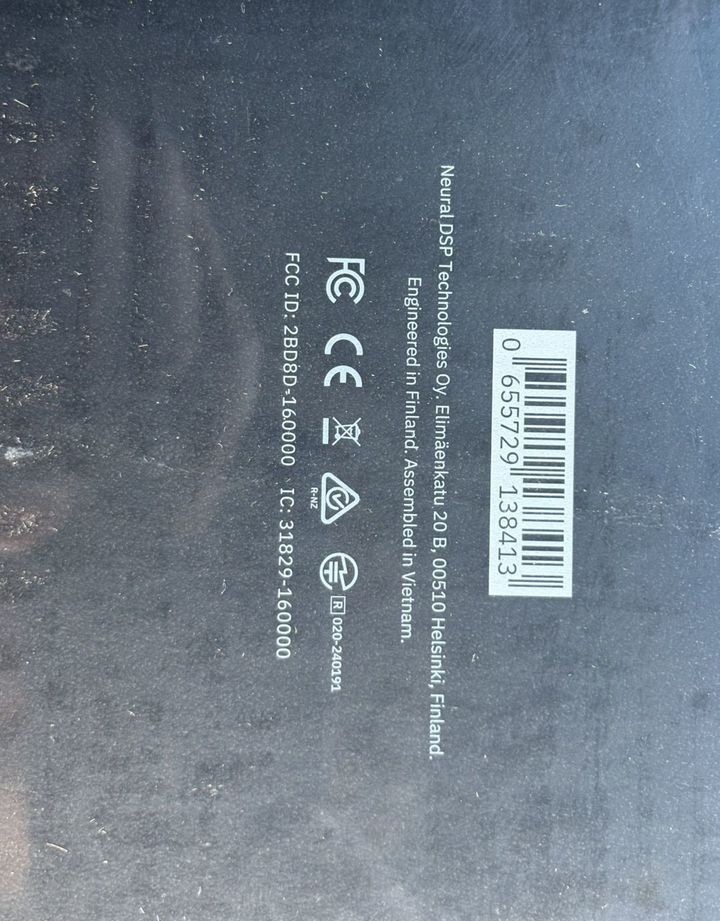 0 655729 138413
Neural DSP Technologies Oy. Elimäenkatu 20 B, 00510 Helsinki, Finland.
Engineered in Finland. Assembled in Vietnam.
FC CE R-NZ R 020-240191
FCC ID: 2BD8D-160000 IC: 31829-160000